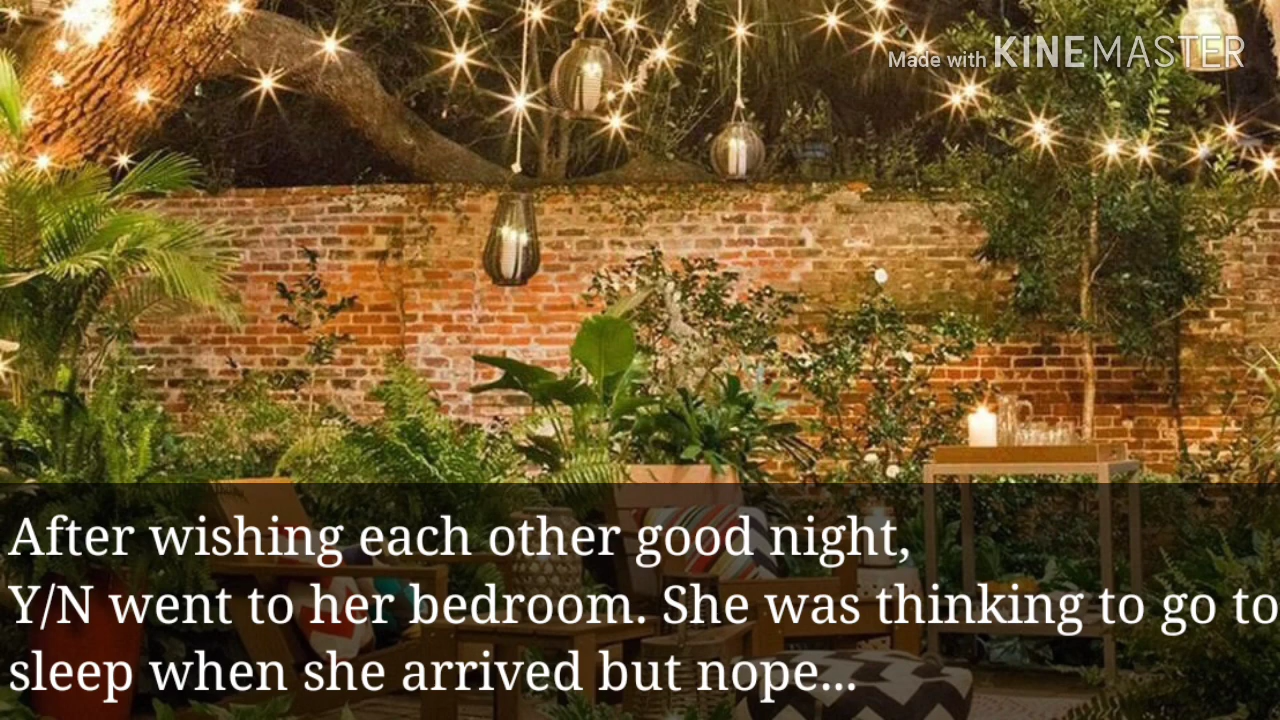 Made with KINEMASTER
After wishing each other good night,
Y/N went to her bedroom. She was thinking to go to
sleep when she arrived but nope...